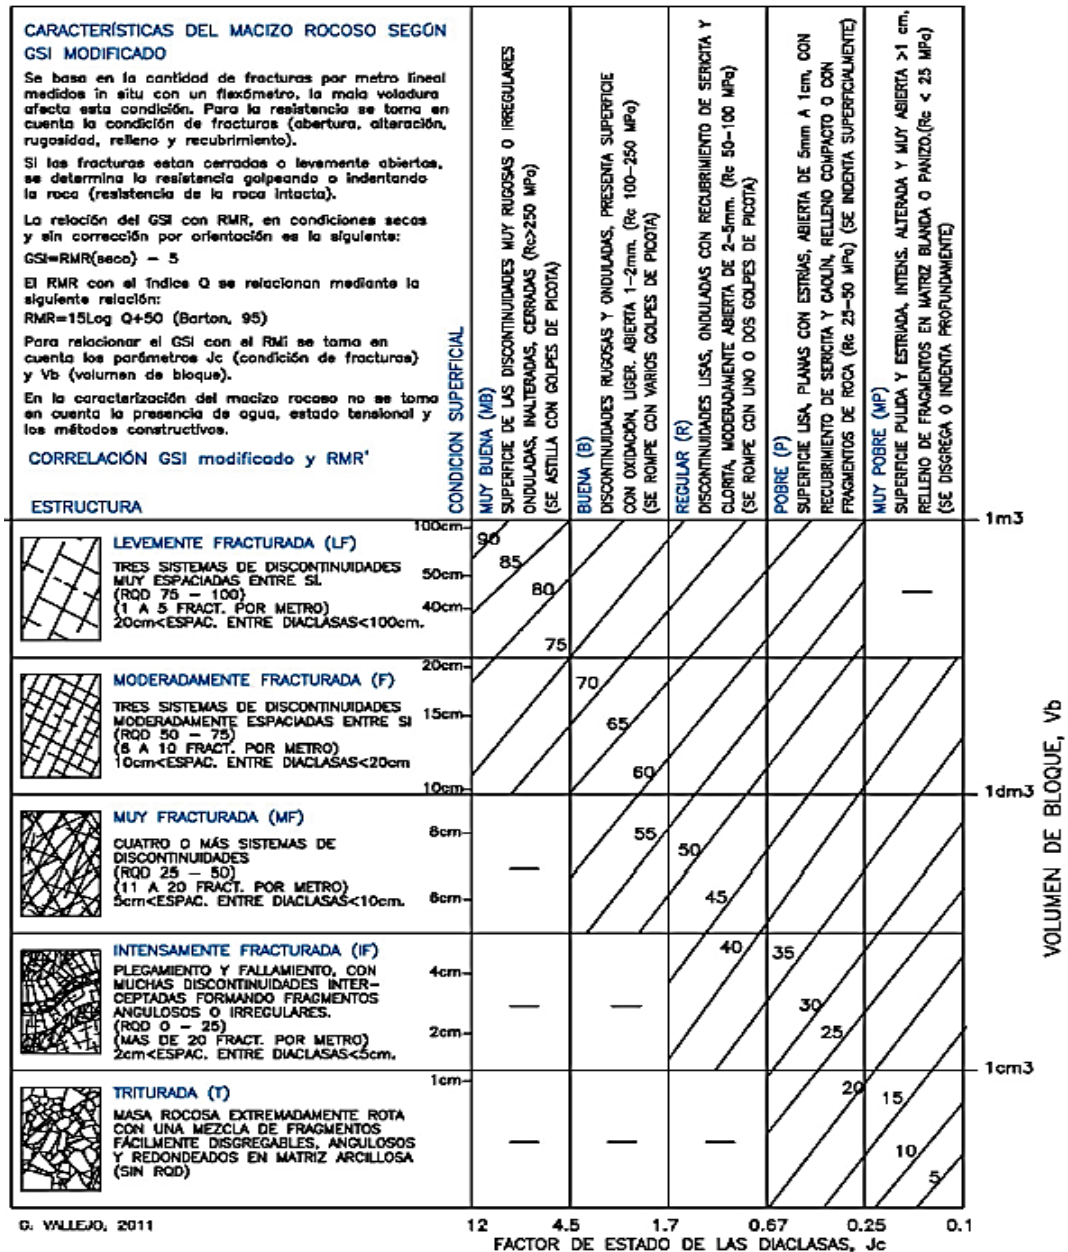 CARACTERÍSTICAS DEL MACIZO ROCOSO SEGÚN
GSI MODIFICADO
Se basa en la cantidad de fracturas por metro lineal
medidos in situ con un flexómetro, la mala voladura
afecta esta condición. Para la resistencia se toma en
cuenta la condición de fracturas (abertura, alteración,
rugosidad, relleno y recubrimiento).
Si las fracturas estan cerradas o levemente abiertas,
se determina la resistencia golpeando o indentando
la roca (resistencia de la roca intacta).
La relación del GSI con RMR, en condiciones secas
y sin corrección por orientación es la siguiente:
GSI=RMR(seco) - 5
El RMR con el índice Q se relacionan mediante la
siguiente relación:
RMR=15Log Q+50 (Barton, 95)
Para relacionar el GSI con el RMi se toma en
cuenta los parámetros Jc (condición de fracturas)
y Vb (volumen de bloque).
En la caracterización del macizo rocoso no se toma
en cuenta la presencia de agua, estado tensional y
los métodos constructivos.
CORRELACIÓN GSI modificado y RMR'
ESTRUCTURA
CONDICION SUPERFICIAL
MUY BUENA (MB)
SUPERFICIE DE LAS DISCONTINUIDADES MUY RUGOSAS O IRREGULARES
ONDULADAS, INALTERADAS, CERRADAS (Rc>250 MPa)
(SE ASTILLA CON GOLPES DE PICOTA)
BUENA (B)
DISCONTINUIDADES RUGOSAS Y ONDULADAS, PRESENTA SUPERFICIE
CON OXIDACIÓN, LIGER. ABIERTA 1-2mm. (Rc 100-250 MPa)
(SE ROMPE CON VARIOS GOLPES DE PICOTA)
REGULAR (R)
DISCONTINUIDADES LISAS, ONDULADAS CON RECUBRIMIENTO DE SERICITA Y
CLORITA, MODERADAMENTE ABIERTA DE 2-5mm. (Rc 50-100 MPa)
(SE ROMPE CON UNO O DOS GOLPES DE PICOTA)
POBRE (P)
SUPERFICIE LISA, PLANAS CON ESTRÍAS, ABIERTA DE 5mm A 1cm, CON
RECUBRIMIENTO DE SERICITA Y CAOLÍN, RELLENO COMPACTO O CON
FRAGMENTOS DE ROCA (Rc 25-50 MPa) (SE INDENTA SUPERFICIALMENTE)
MUY POBRE (MP)
SUPERFICIE PULIDA Y ESTRIADA, INTENS. ALTERADA Y MUY ABIERTA >1 cm,
RELLENO DE FRAGMENTOS EN MATRIZ BLANDA O PANIZO.(Rc < 25 MPa)
(SE DISGREGA O INDENTA PROFUNDAMENTE)
LEVEMENTE FRACTURADA (LF)
TRES SISTEMAS DE DISCONTINUIDADES
MUY ESPACIADAS ENTRE SÍ.
(RQD 75 - 100)
(1 A 5 FRACT. POR METRO)
20cm<ESPAC. ENTRE DIACLASAS<100cm.
100cm
50cm
40cm
90
85
80
75
1m3
MODERADAMENTE FRACTURADA (F)
TRES SISTEMAS DE DISCONTINUIDADES
MODERADAMENTE ESPACIADAS ENTRE SI
(RQD 50 - 75)
(6 A 10 FRACT. POR METRO)
10cm<ESPAC. ENTRE DIACLASAS<20cm
20cm
15cm
10cm
70
65
60
1dm3
MUY FRACTURADA (MF)
CUATRO O MÁS SISTEMAS DE
DISCONTINUIDADES
(RQD 25 - 50)
(11 A 20 FRACT. POR METRO)
5cm<ESPAC. ENTRE DIACLASAS<10cm.
8cm
6cm
55
50
45
INTENSAMENTE FRACTURADA (IF)
PLEGAMIENTO Y FALLAMIENTO, CON
MUCHAS DISCONTINUIDADES INTER-
CEPTADAS FORMANDO FRAGMENTOS
ANGULOSOS O IRREGULARES.
(RQD 0 - 25)
(MAS DE 20 FRACT. POR METRO)
2cm<ESPAC. ENTRE DIACLASAS<5cm.
4cm
2cm
40
35
30
25
1cm3
TRITURADA (T)
MASA ROCOSA EXTREMADAMENTE ROTA
CON UNA MEZCLA DE FRAGMENTOS
FÁCILMENTE DISGREGABLES, ANGULOSOS
Y REDONDEADOS EN MATRIZ ARCILLOSA
(SIN RQD)
1cm
20
15
10
5
VOLUMEN DE BLOQUE, Vb
G. VALLEJO, 2011
12 4.5 1.7 0.67 0.25 0.1
FACTOR DE ESTADO DE LAS DIACLASAS, Jc